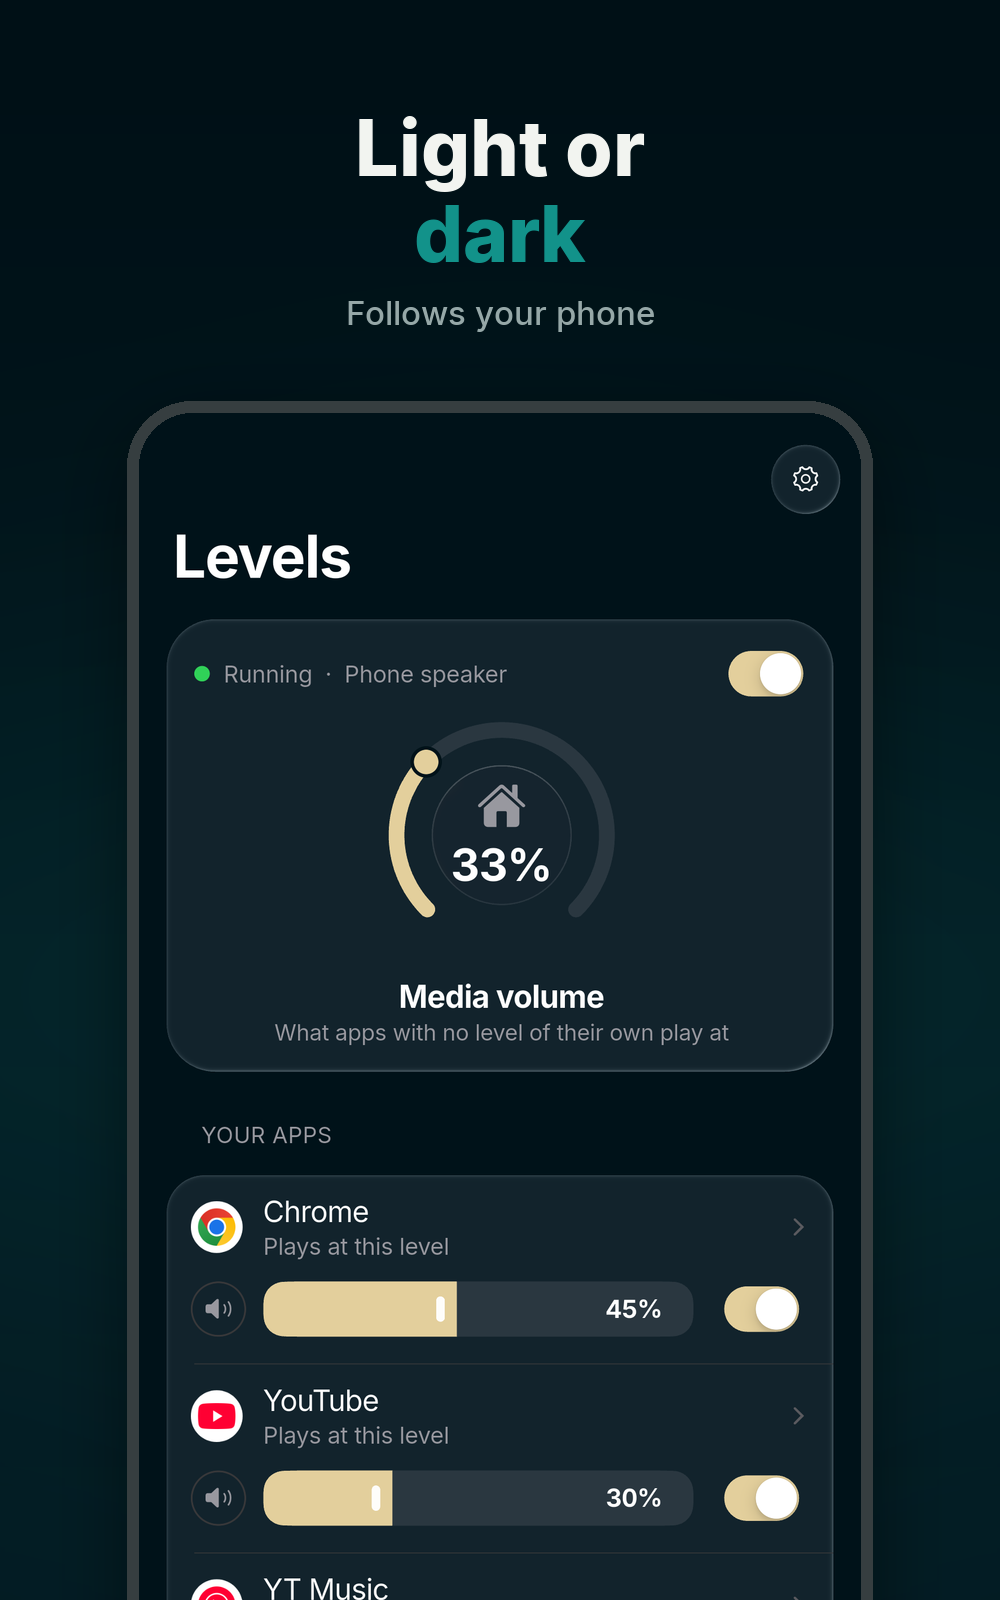 Light or
dark
Follows your phone
Levels
Running · Phone speaker
33%
Media volume
What apps with no level of their own play at
YOUR APPS
Chrome
Plays at this level
45%
YouTube
Plays at this level
30%
YT Music